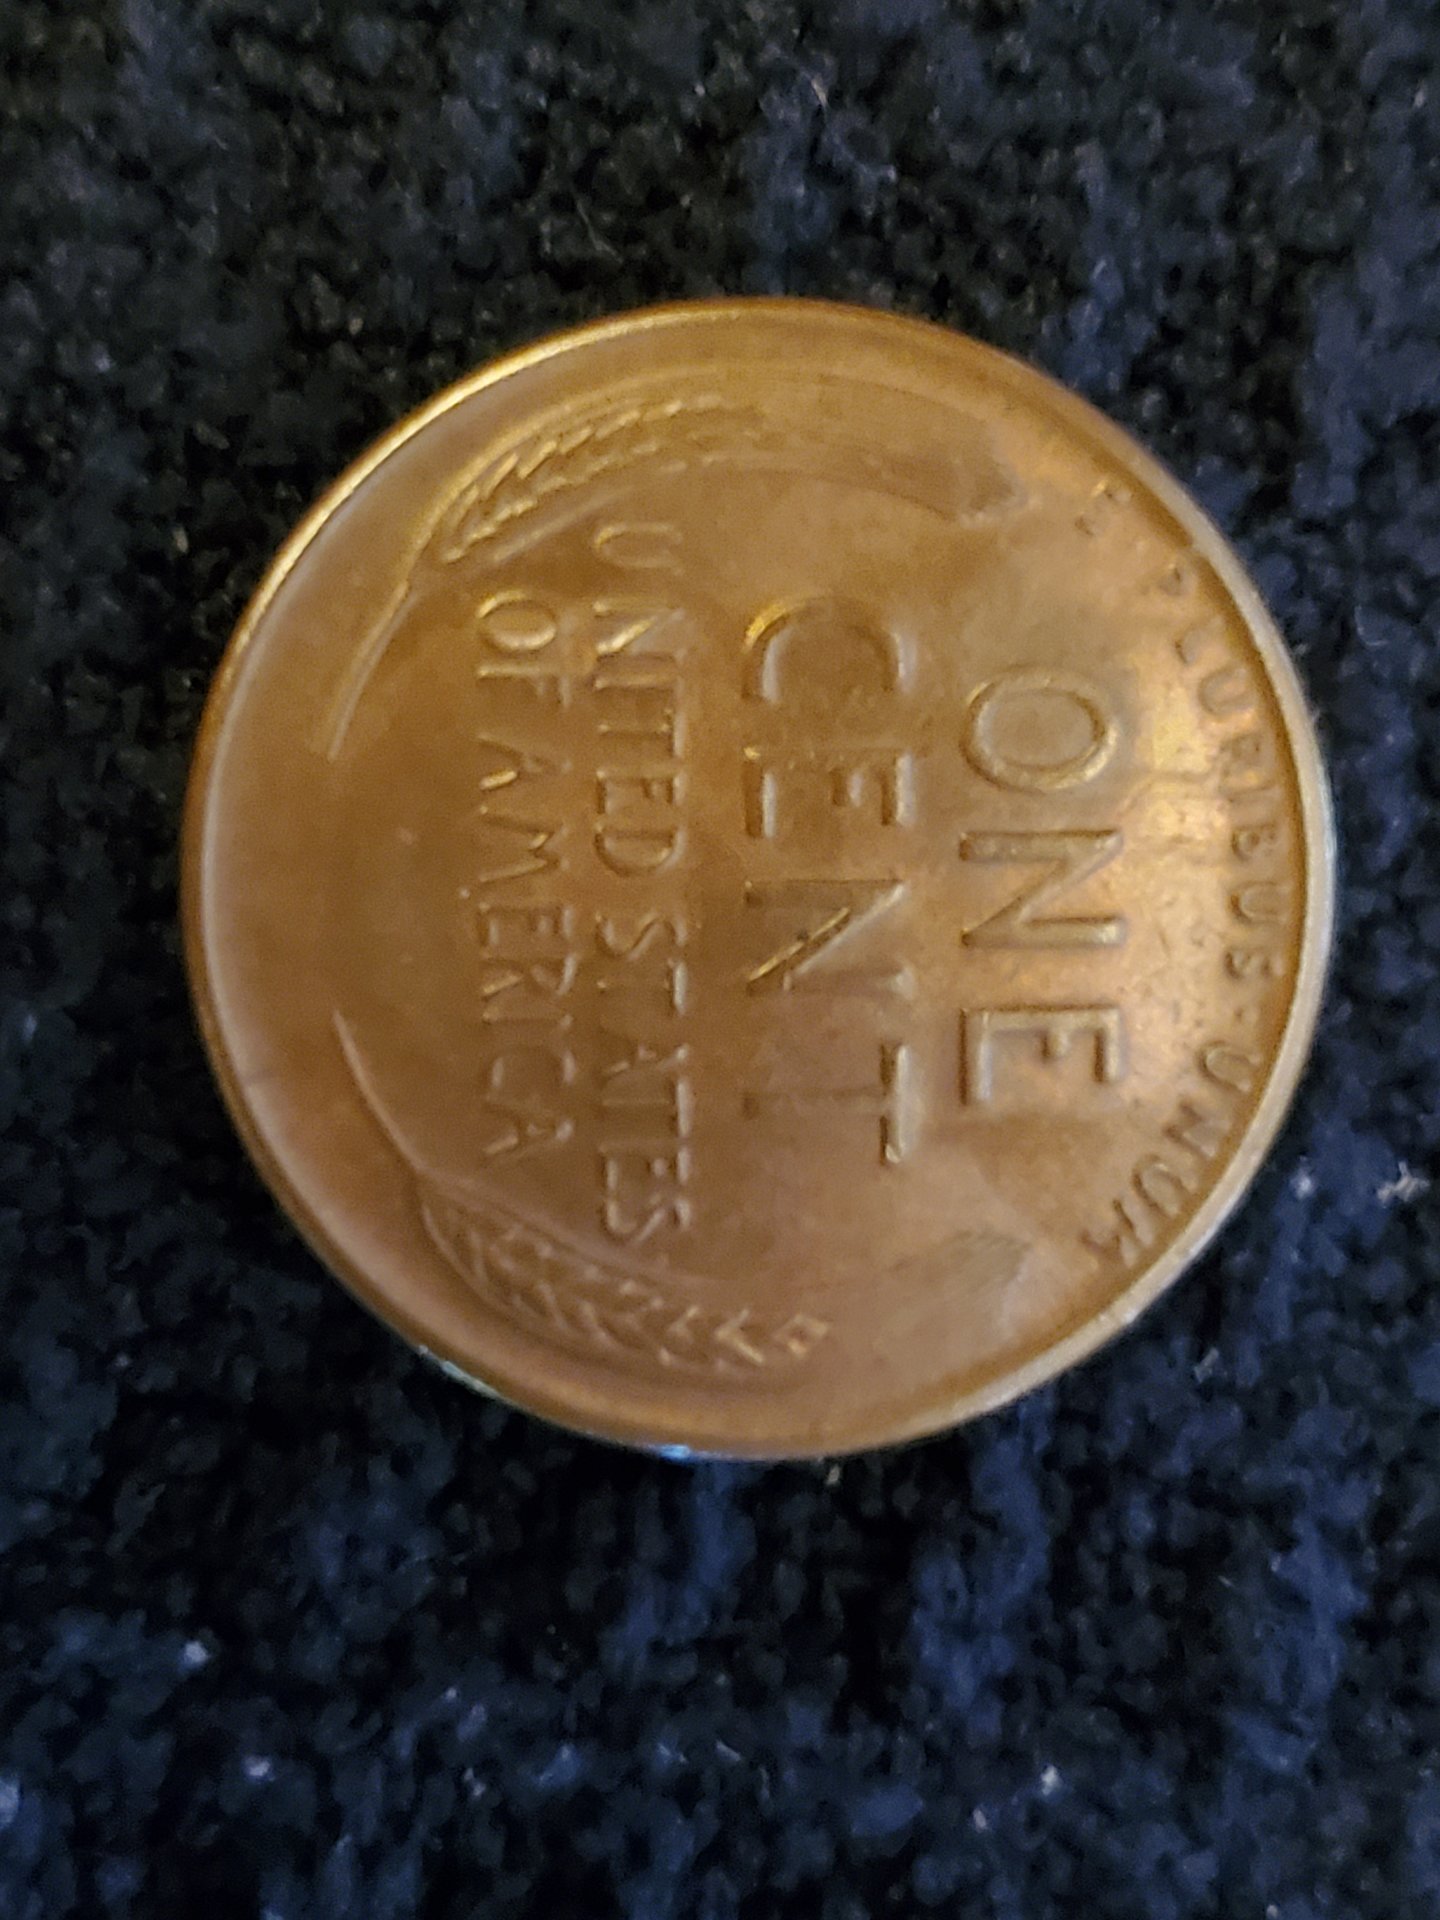 E · PLURIBUS · UNUM
ONE
CENT
UNITED STATES
OF AMERICA